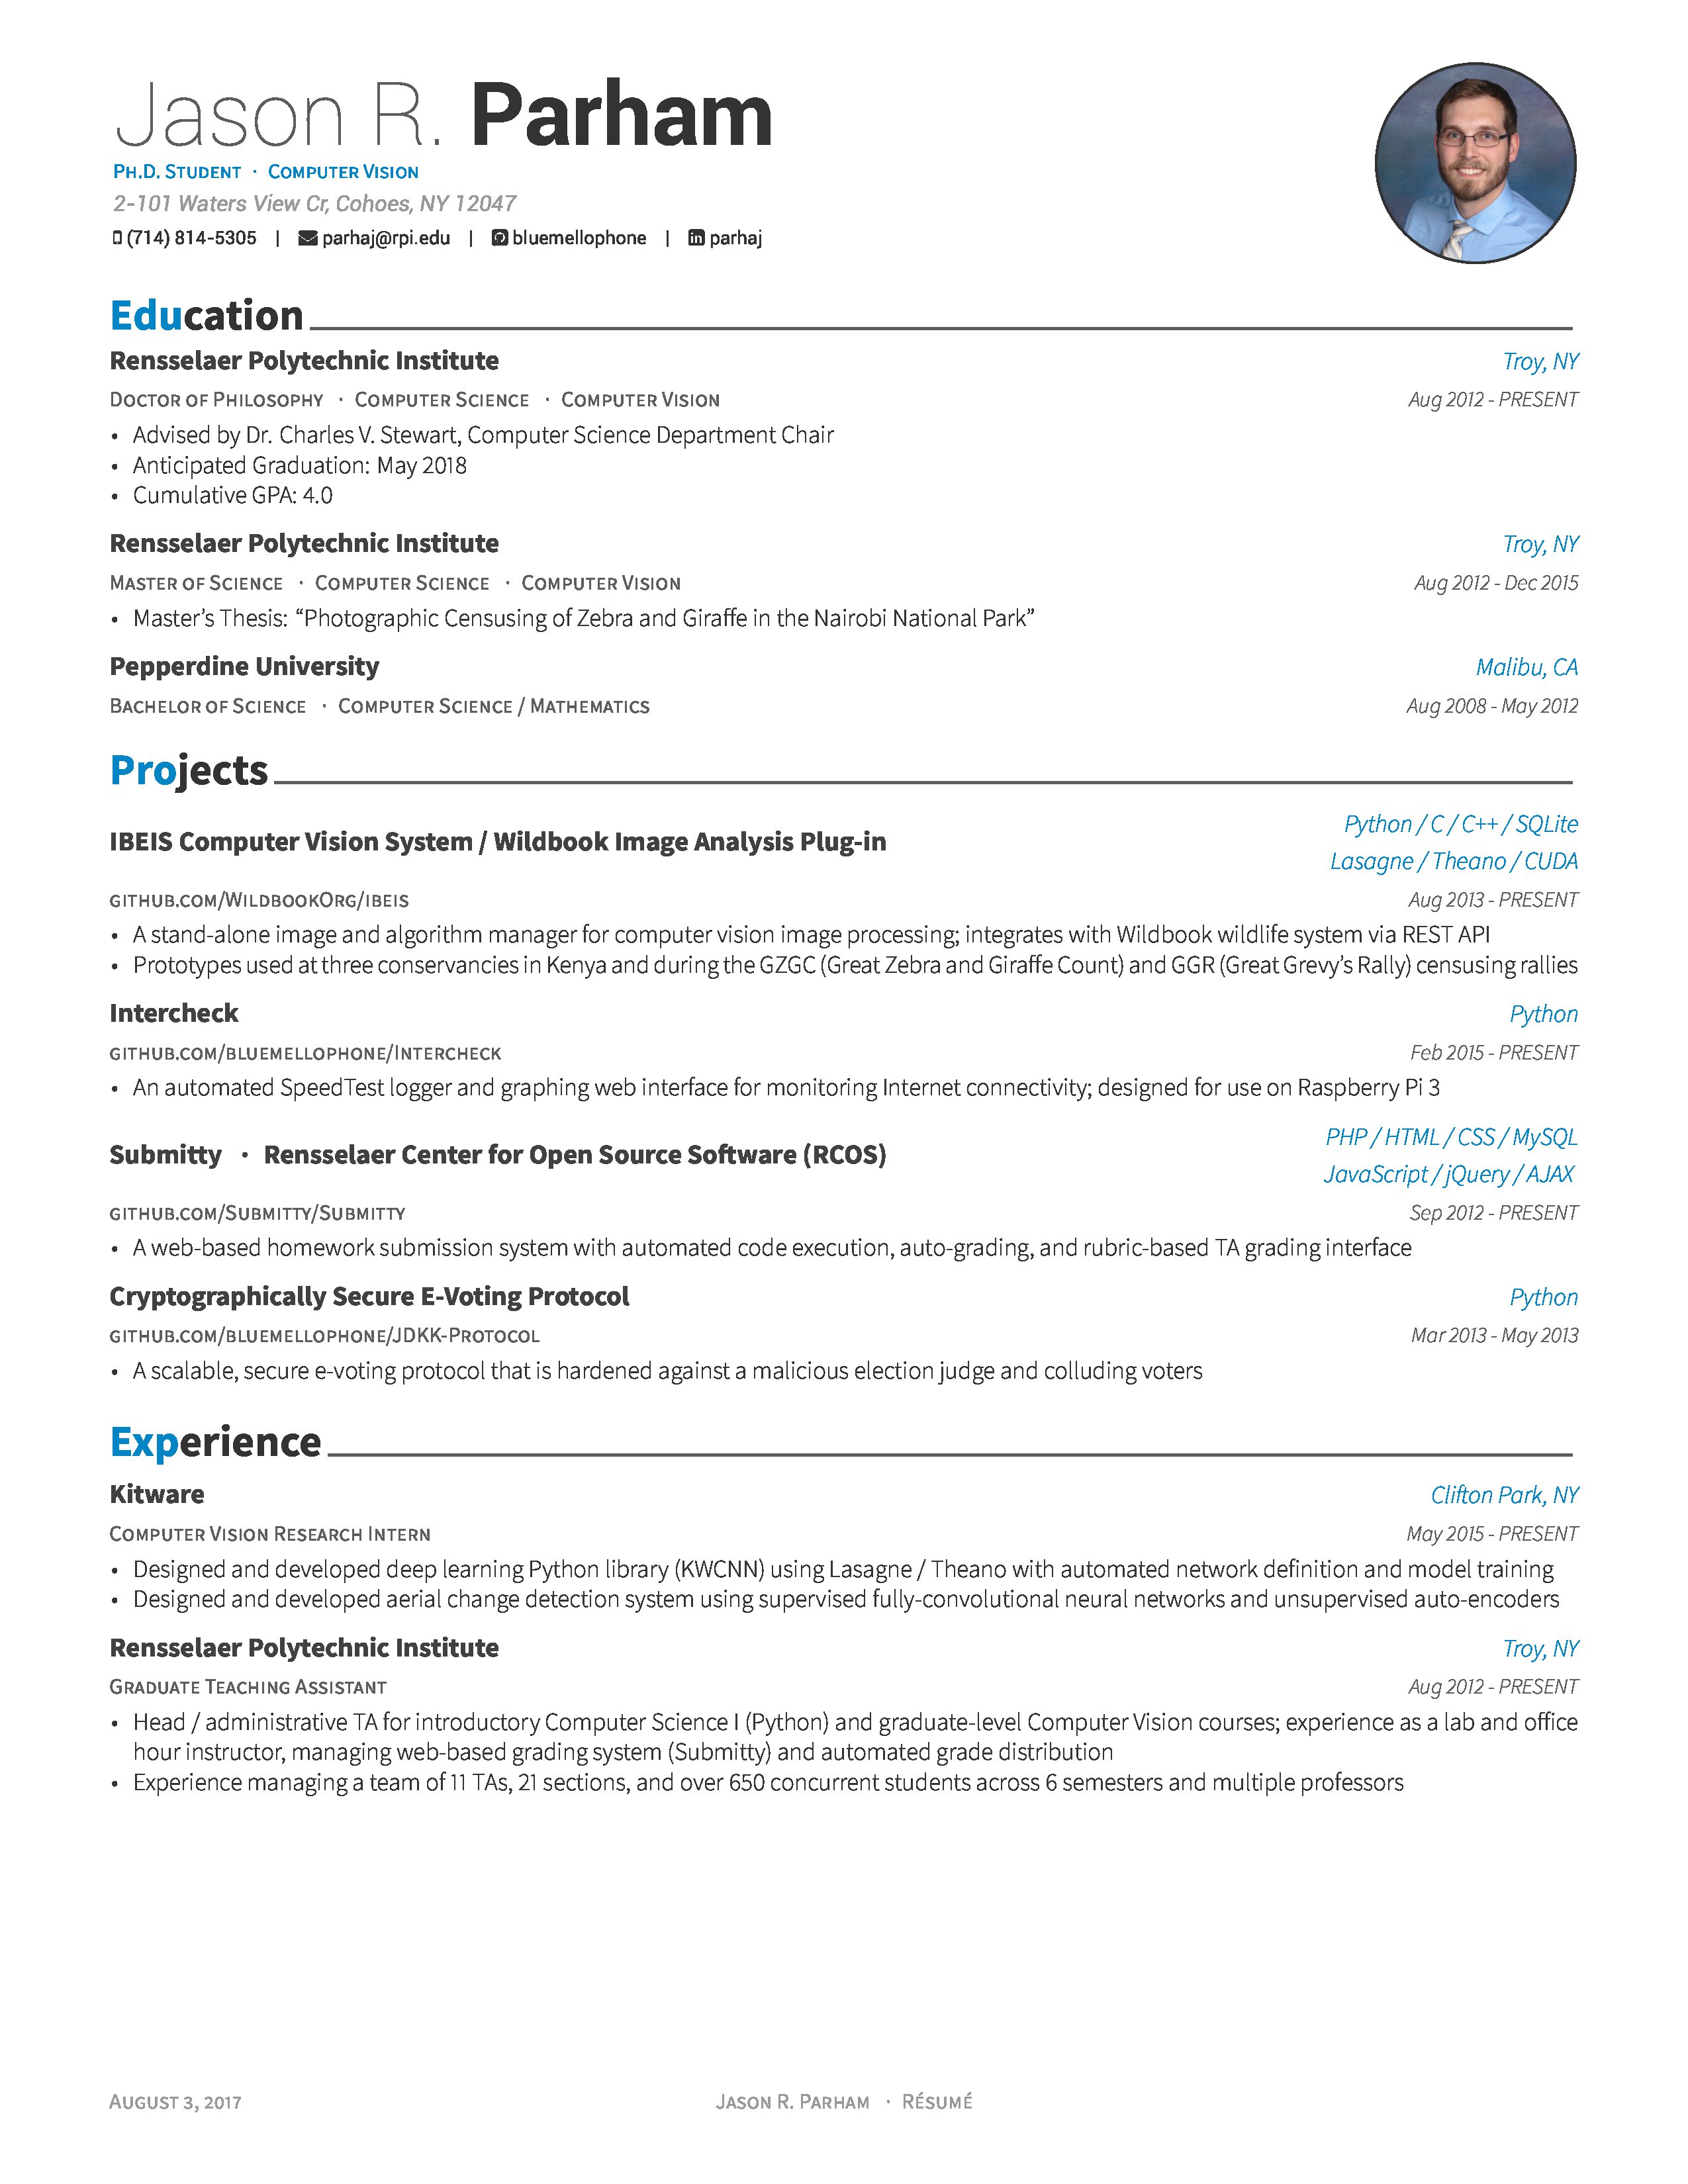 Jason R. Parham
Ph.D. Student · Computer Vision
2-101 Waters View Cr, Cohoes, NY 12047
(714) 814-5305 | parhaj@rpi.edu | bluemellophone | parhaj
Education
Rensselaer Polytechnic Institute Troy, NY
Doctor of Philosophy · Computer Science · Computer Vision Aug 2012 - PRESENT
• Advised by Dr. Charles V. Stewart, Computer Science Department Chair
• Anticipated Graduation: May 2018
• Cumulative GPA: 4.0
Rensselaer Polytechnic Institute Troy, NY
Master of Science · Computer Science · Computer Vision Aug 2012 - Dec 2015
• Master's Thesis: “Photographic Censusing of Zebra and Giraffe in the Nairobi National Park”
Pepperdine University Malibu, CA
Bachelor of Science · Computer Science / Mathematics Aug 2008 - May 2012
Projects
IBEIS Computer Vision System / Wildbook Image Analysis Plug-in Python / C / C++ / SQLite
Lasagne / Theano / CUDA
github.com/WildbookOrg/ibeis Aug 2013 - PRESENT
• A stand-alone image and algorithm manager for computer vision image processing; integrates with Wildbook wildlife system via REST API
• Prototypes used at three conservancies in Kenya and during the GZGC (Great Zebra and Giraffe Count) and GGR (Great Grevy's Rally) censusing rallies
Intercheck Python
github.com/bluemellophone/Intercheck Feb 2015 - PRESENT
• An automated SpeedTest logger and graphing web interface for monitoring Internet connectivity; designed for use on Raspberry Pi 3
Submitty · Rensselaer Center for Open Source Software (RCOS) PHP / HTML / CSS / MySQL
JavaScript / jQuery / AJAX
github.com/Submitty/Submitty Sep 2012 - PRESENT
• A web-based homework submission system with automated code execution, auto-grading, and rubric-based TA grading interface
Cryptographically Secure E-Voting Protocol Python
github.com/bluemellophone/JDKK-Protocol Mar 2013 - May 2013
• A scalable, secure e-voting protocol that is hardened against a malicious election judge and colluding voters
Experience
Kitware Clifton Park, NY
Computer Vision Research Intern May 2015 - PRESENT
• Designed and developed deep learning Python library (KWCNN) using Lasagne / Theano with automated network definition and model training
• Designed and developed aerial change detection system using supervised fully-convolutional neural networks and unsupervised auto-encoders
Rensselaer Polytechnic Institute Troy, NY
Graduate Teaching Assistant Aug 2012 - PRESENT
• Head / administrative TA for introductory Computer Science I (Python) and graduate-level Computer Vision courses; experience as a lab and office
hour instructor, managing web-based grading system (Submitty) and automated grade distribution
• Experience managing a team of 11 TAs, 21 sections, and over 650 concurrent students across 6 semesters and multiple professors
August 3, 2017 Jason R. Parham · Résumé